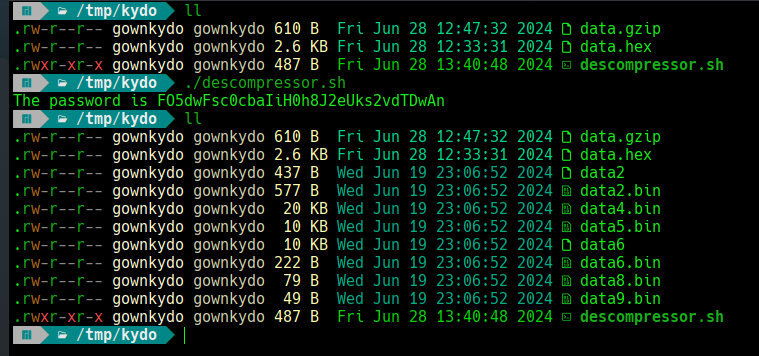 /tmp/kydo ll
.rw-r--r-- gownkydo gownkydo 610 B Fri Jun 28 12:47:32 2024 data.gzip
.rw-r--r-- gownkydo gownkydo 2.6 KB Fri Jun 28 12:33:31 2024 data.hex
.rwxr-xr-x gownkydo gownkydo 487 B Fri Jun 28 13:40:48 2024 descompressor.sh
/tmp/kydo ./descompressor.sh
The password is FO5dwFsc0cbaIiH0h8J2eUks2vdTDwAn
/tmp/kydo ll
.rw-r--r-- gownkydo gownkydo 610 B Fri Jun 28 12:47:32 2024 data.gzip
.rw-r--r-- gownkydo gownkydo 2.6 KB Fri Jun 28 12:33:31 2024 data.hex
.rw-r--r-- gownkydo gownkydo 437 B Wed Jun 19 23:06:52 2024 data2
.rw-r--r-- gownkydo gownkydo 577 B Wed Jun 19 23:06:52 2024 data2.bin
.rw-r--r-- gownkydo gownkydo 20 KB Wed Jun 19 23:06:52 2024 data4.bin
.rw-r--r-- gownkydo gownkydo 10 KB Wed Jun 19 23:06:52 2024 data5.bin
.rw-r--r-- gownkydo gownkydo 10 KB Wed Jun 19 23:06:52 2024 data6
.rw-r--r-- gownkydo gownkydo 222 B Wed Jun 19 23:06:52 2024 data6.bin
.rw-r--r-- gownkydo gownkydo 79 B Wed Jun 19 23:06:52 2024 data8.bin
.rw-r--r-- gownkydo gownkydo 49 B Wed Jun 19 23:06:52 2024 data9.bin
.rwxr-xr-x gownkydo gownkydo 487 B Fri Jun 28 13:40:48 2024 descompressor.sh
/tmp/kydo